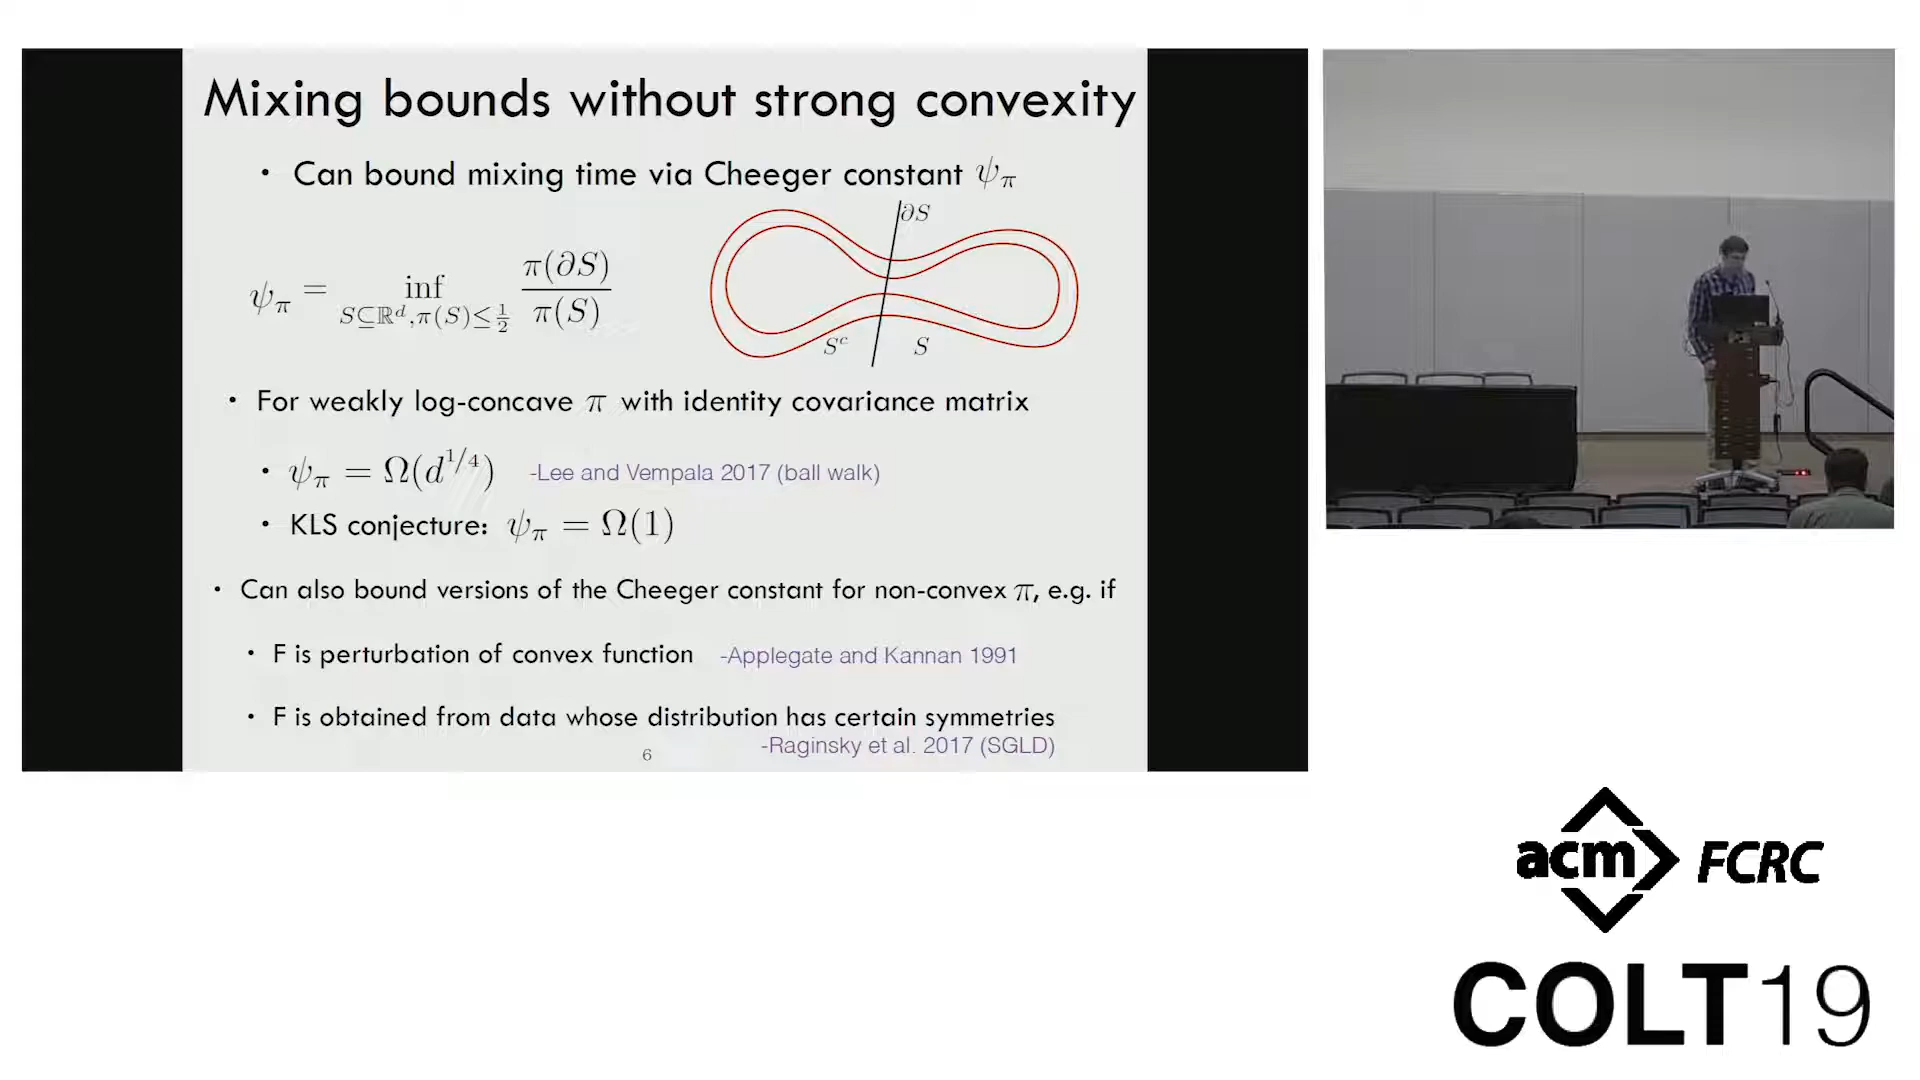 Mixing bounds without strong convexity
• Can bound mixing time via Cheeger constant ψ_π
∂S
ψ_π = inf_{S⊆ℝ^d, π(S)≤1/2} π(∂S)/π(S)
S^c S
• For weakly log-concave π with identity covariance matrix
• ψ_π = Ω(d^{1/4}) -Lee and Vempala 2017 (ball walk)
• KLS conjecture: ψ_π = Ω(1)
• Can also bound versions of the Cheeger constant for non-convex π, e.g. if
• F is perturbation of convex function -Applegate and Kannan 1991
• F is obtained from data whose distribution has certain symmetries
-Raginsky et al. 2017 (SGLD)
6
acm FCRC
COLT19